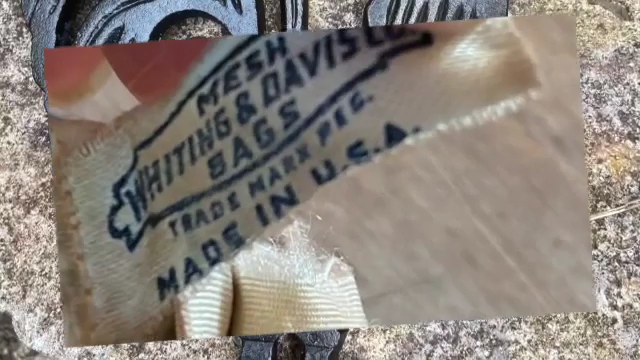 MESH
WHITING & DAVIS CO.
BAGS
TRADE MARK REG.
MADE IN U.S.A.